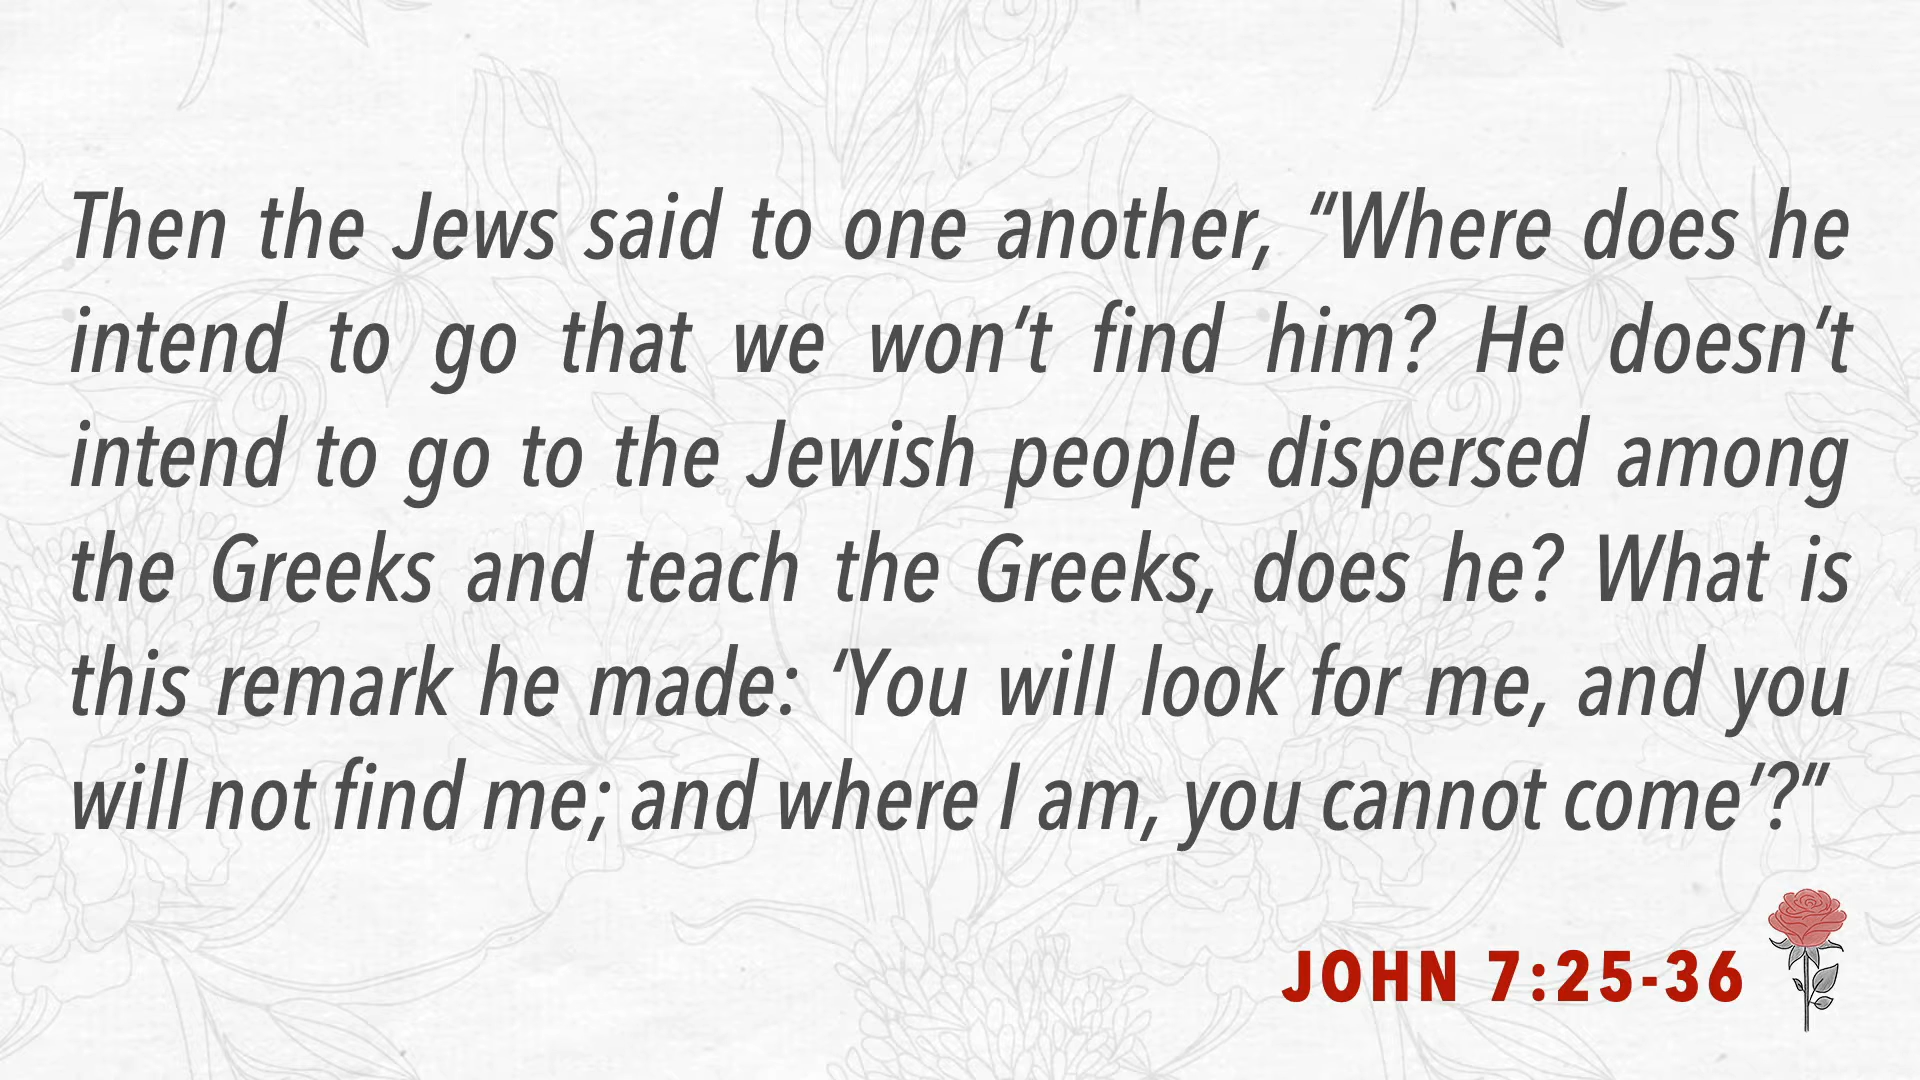 Then the Jews said to one another, “Where does he
intend to go that we won’t find him? He doesn’t
intend to go to the Jewish people dispersed among
the Greeks and teach the Greeks, does he? What is
this remark he made: ‘You will look for me, and you
will not find me; and where I am, you cannot come’?”
JOHN 7:25-36